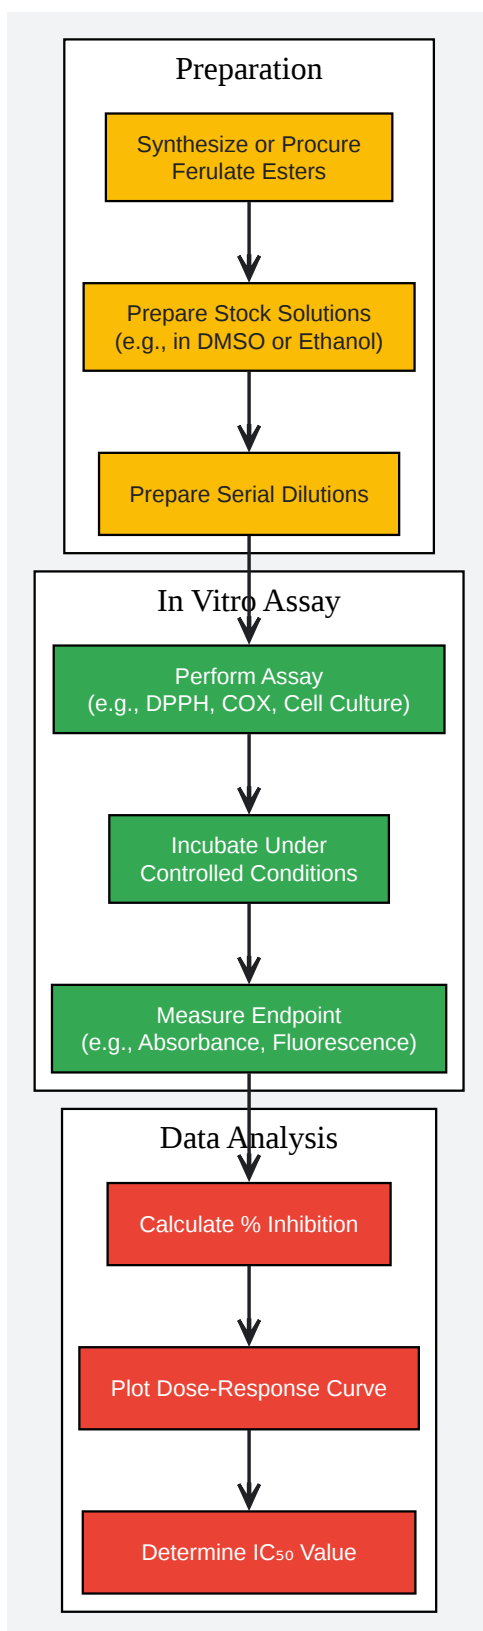 Preparation
Synthesize or Procure
Ferulate Esters
Prepare Stock Solutions
(e.g., in DMSO or Ethanol)
Prepare Serial Dilutions
In Vitro Assay
Perform Assay
(e.g., DPPH, COX, Cell Culture)
Incubate Under
Controlled Conditions
Measure Endpoint
(e.g., Absorbance, Fluorescence)
Data Analysis
Calculate % Inhibition
Plot Dose-Response Curve
Determine IC₅₀ Value